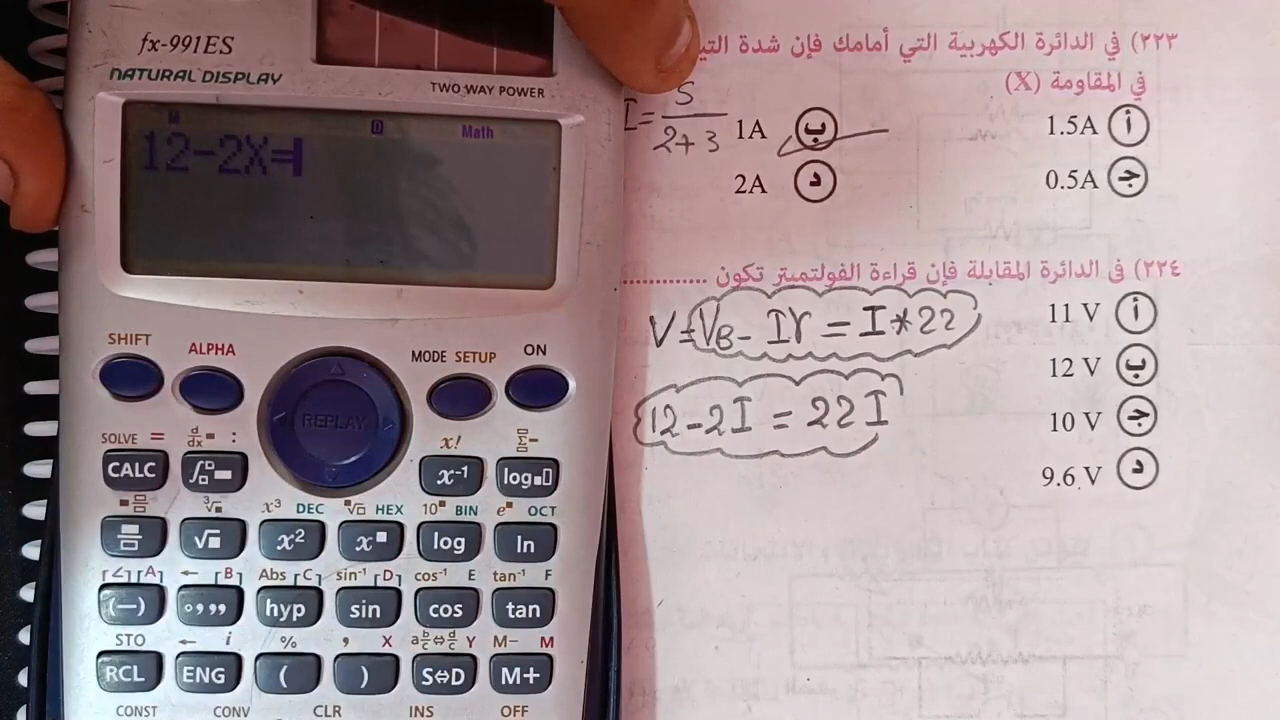 fx-991ES
NATURAL DISPLAY
TWO WAY POWER
M D Math
12-2X=
SHIFT ALPHA MODE SETUP ON
REPLAY
SOLVE = d/dx : x! Σ
CALC x⁻¹ log
x³ DEC HEX 10 BIN e OCT
x² log ln
∠ A ← B Abs C sin⁻¹ D cos⁻¹ E tan⁻¹ F
(−) °,,, hyp sin cos tan
STO ← i % , X a b/c⇔d/c Y M− M
RCL ENG ( ) S⇔D M+
CONST CONV CLR INS OFF
٢٢٣) في الدائرة الكهربية التي أمامك فإن شدة
في المقاومة (X)
أ 1.5A
ب 1A
I = 5/2+3
ج 0.5A
د 2A
٢٢٤) في الدائرة المقابلة فإن قراءة الفولتميتر تكون ............
أ 11 V
V = VB - Ir = I*22
ب 12 V
12-2I = 22I
ج 10 V
د 9.6 V